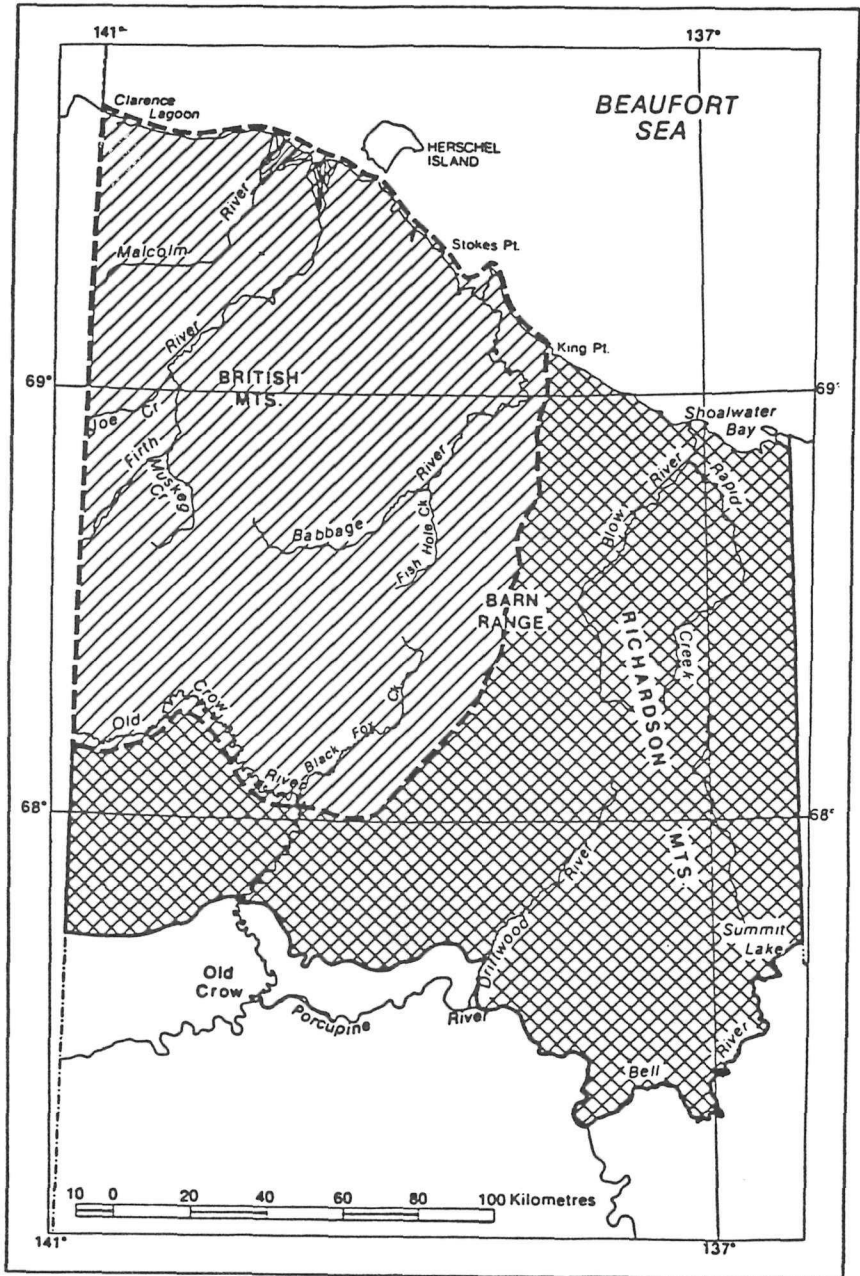 141°
137°
Clarence
Lagoon
BEAUFORT
SEA
HERSCHEL
ISLAND
River
Malcolm
Stokes Pt.
River
King Pt.
69°
69°
BRITISH
MTS.
Shoalwater
Bay
Joe Cr
Firth
Muskeg
Cr
River
Rapid
River
Blow
Babbage
Fish Hole Ck
BARN
RANGE
RICHARDSON
Creek
Old
Crow
River
Black Fox Ck
68°
68°
MTS.
River
Driftwood
Summit
Lake
Old
Crow
Porcupine
River
River
Bell
10 0 20 40 60 80 100 Kilometres
141°
137°